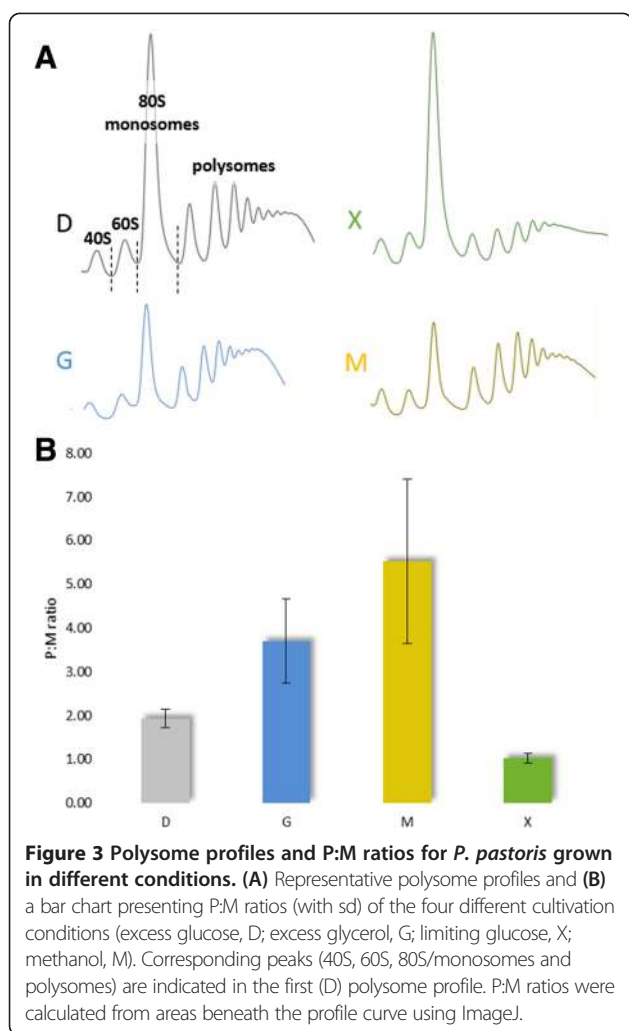 A
80S
monosomes
polysomes
D
40S
60S
X
G
M
B
8.00
7.00
6.00
5.00
4.00
3.00
2.00
1.00
0.00
P:M ratio
D G M X
Figure 3 Polysome profiles and P:M ratios for P. pastoris grown
in different conditions. (A) Representative polysome profiles and (B)
a bar chart presenting P:M ratios (with sd) of the four different cultivation
conditions (excess glucose, D; excess glycerol, G; limiting glucose, X;
methanol, M). Corresponding peaks (40S, 60S, 80S/monosomes and
polysomes) are indicated in the first (D) polysome profile. P:M ratios were
calculated from areas beneath the profile curve using ImageJ.